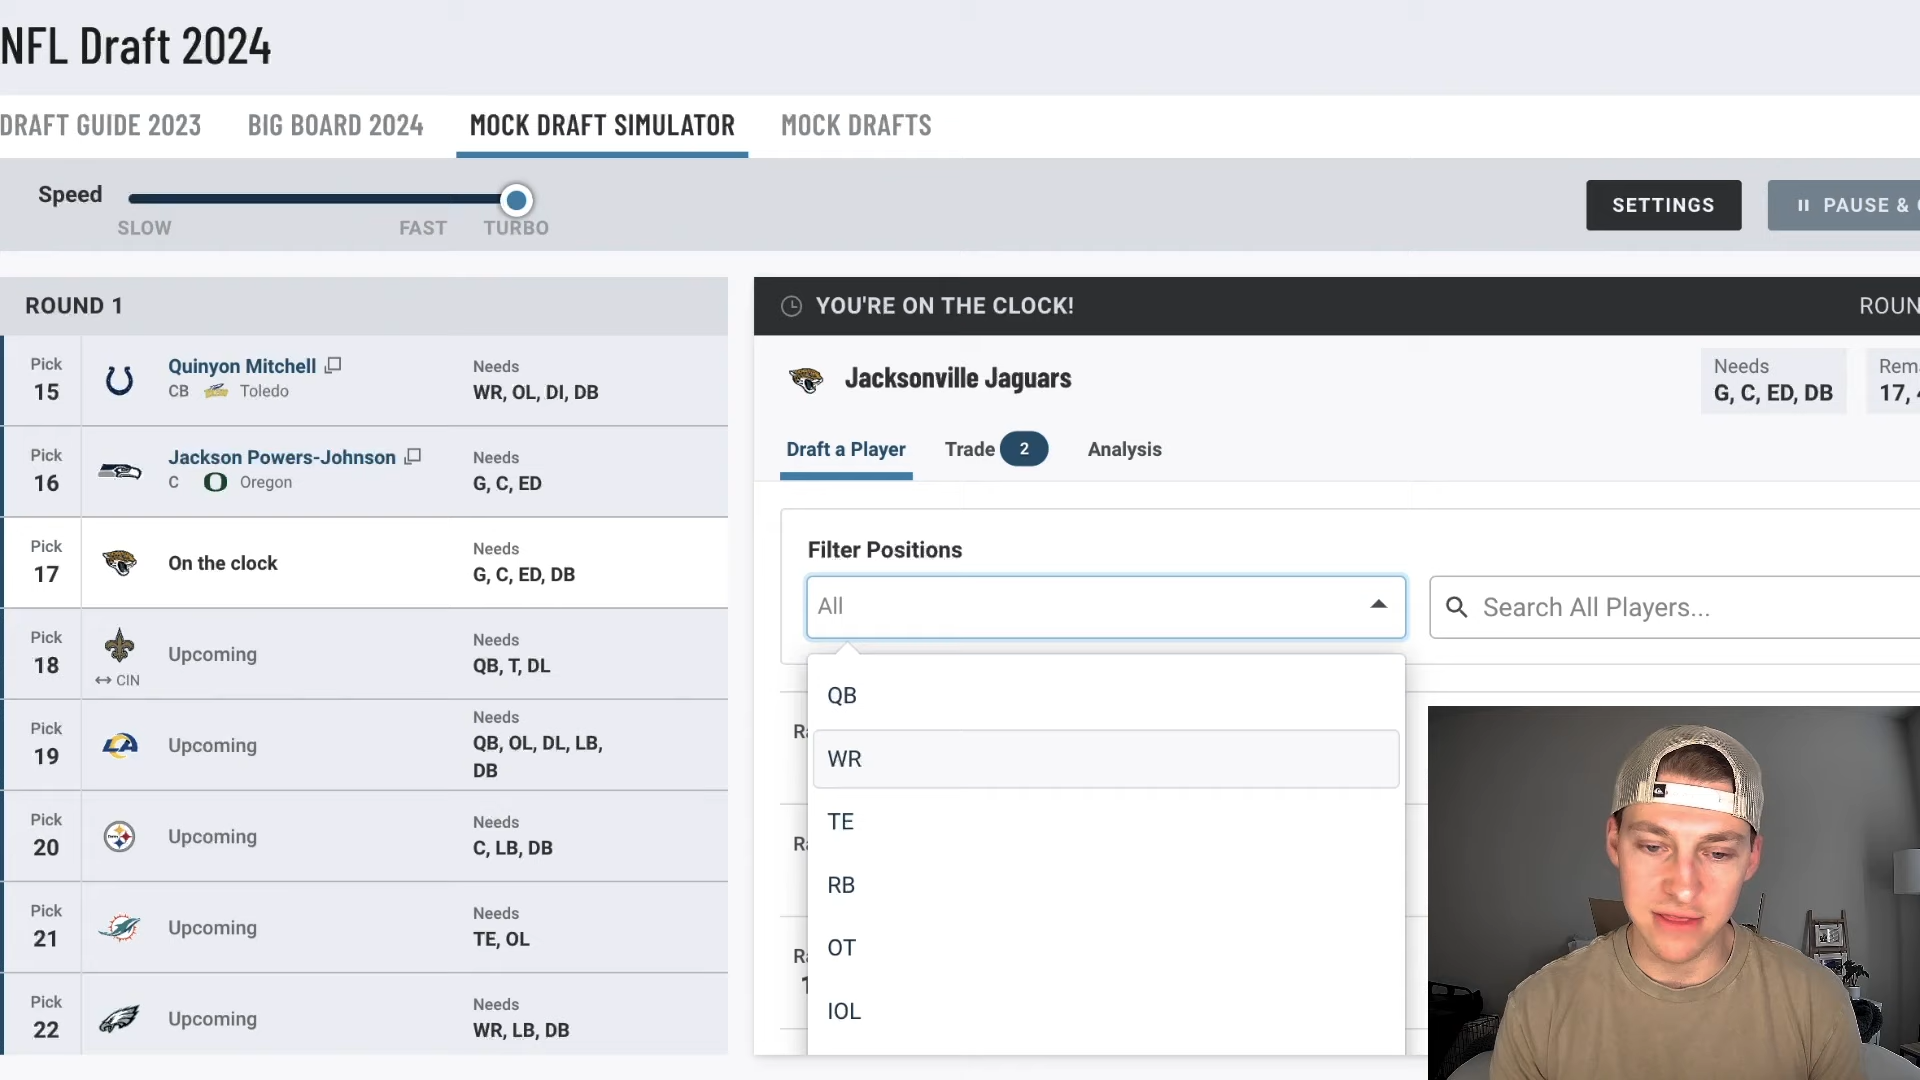 NFL Draft 2024
DRAFT GUIDE 2023 BIG BOARD 2024 MOCK DRAFT SIMULATOR MOCK DRAFTS
Speed
SLOW FAST TURBO
SETTINGS
PAUSE &
ROUND 1
Pick
15
Quinyon Mitchell
CB Toledo
Needs
WR, OL, DI, DB
Pick
16
Jackson Powers-Johnson
C Oregon
Needs
G, C, ED
Pick
17
On the clock
Needs
G, C, ED, DB
Pick
18
CIN
Upcoming
Needs
QB, T, DL
Pick
19
Upcoming
Needs
QB, OL, DL, LB,
DB
Pick
20
Upcoming
Needs
C, LB, DB
Pick
21
Upcoming
Needs
TE, OL
Pick
22
Upcoming
Needs
WR, LB, DB
YOU'RE ON THE CLOCK!
ROUN
Jacksonville Jaguars
Needs
G, C, ED, DB
Rem
17,
Draft a Player Trade 2 Analysis
Filter Positions
All
Search All Players...
QB
WR
TE
RB
OT
IOL